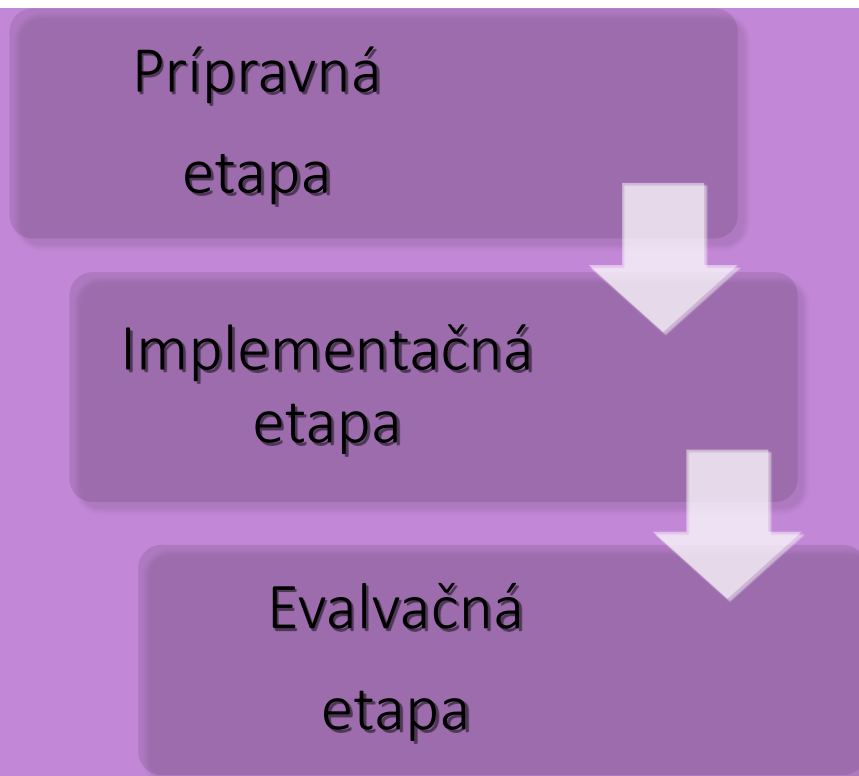 Prípravná
etapa
Implementačná
etapa
Evalvačná
etapa